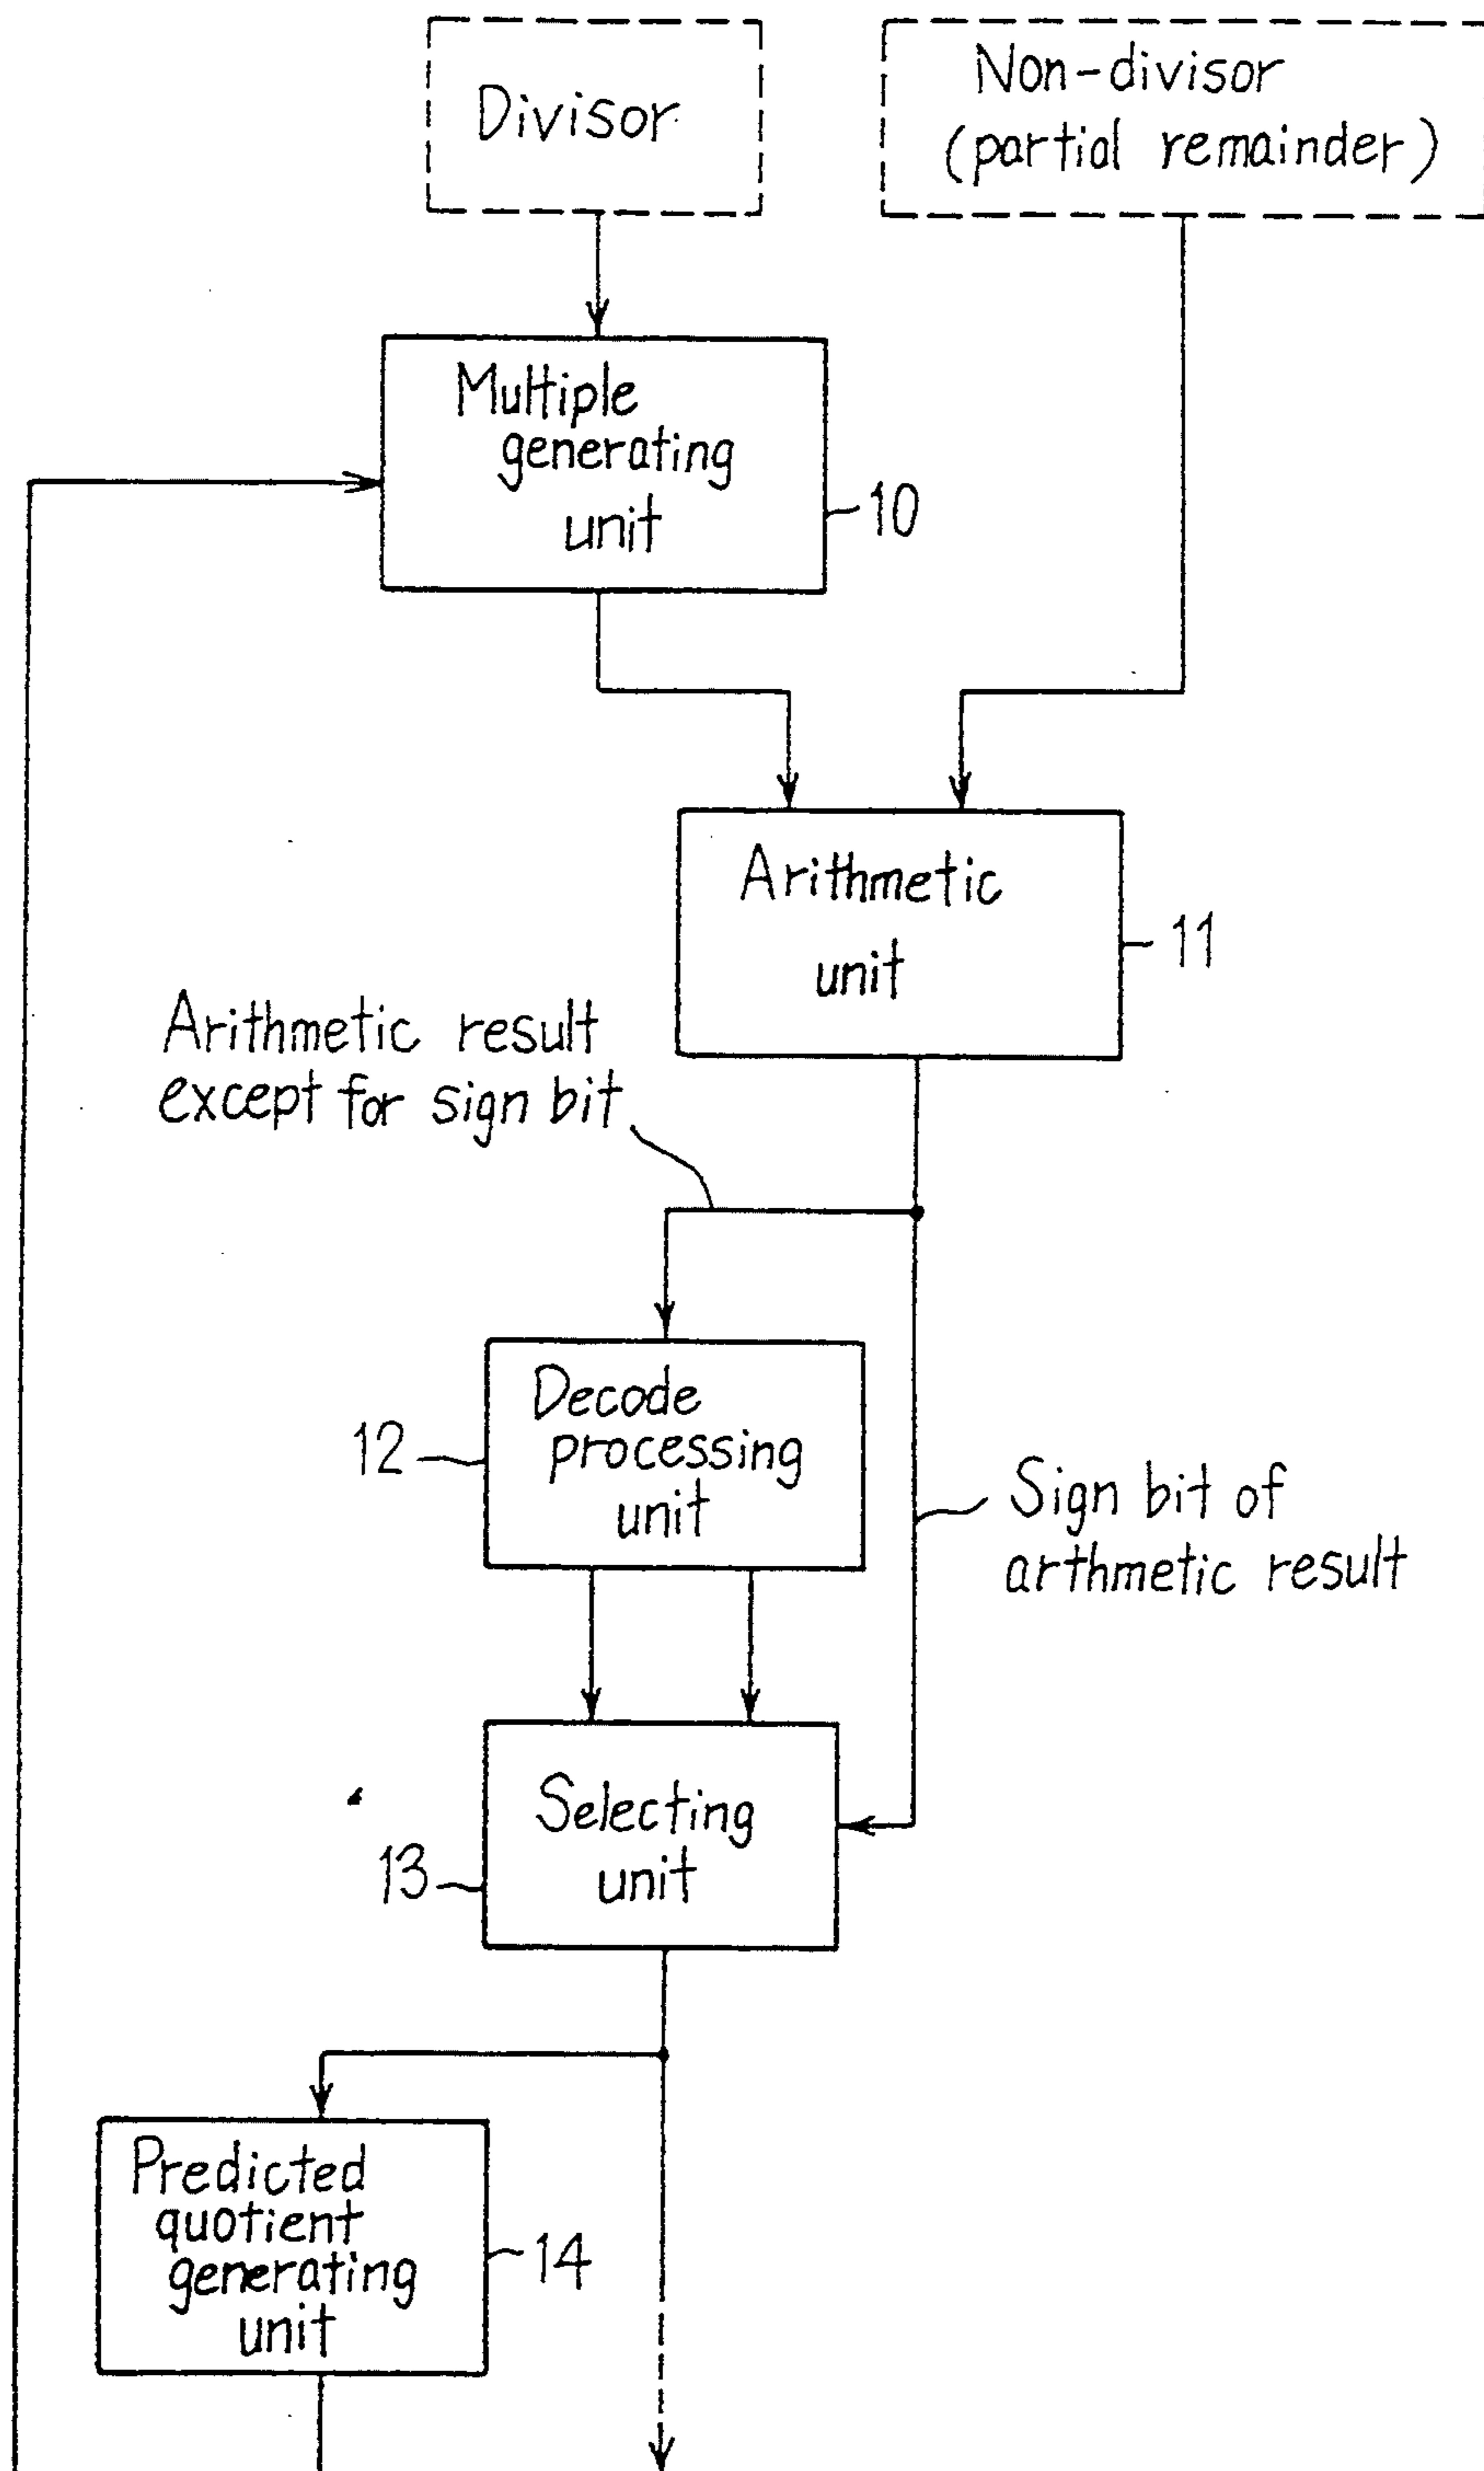 Divisor
Non-divisor
(partial remainder)
Multiple
generating
unit
10
Arithmetic
unit
11
Arithmetic result
except for sign bit
Decode
processing
unit
12
Sign bit of
arthmetic result
Selecting
unit
13
Predicted
quotient
generating
unit
14